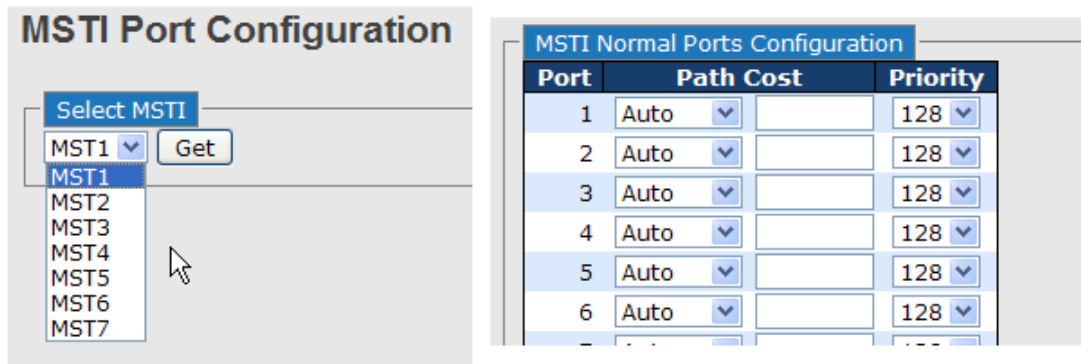 MSTI Port Configuration
Select MSTI
MST1 Get
MST1
MST2
MST3
MST4
MST5
MST6
MST7
MSTI Normal Ports Configuration
Port Path Cost Priority
1 Auto 128
2 Auto 128
3 Auto 128
4 Auto 128
5 Auto 128
6 Auto 128